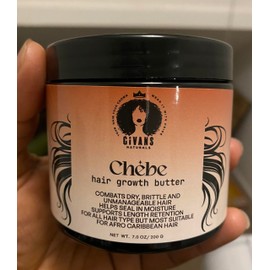 GIVANS
NATURALS
Chébe
hair growth butter
COMBATS DRY, BRITTLE AND
UNMANAGEABLE HAIR
HELPS SEAL IN MOISTURE
SUPPORTS LENGTH RETENTION
FOR ALL HAIR TYPE BUT MOST SUITABLE
FOR AFRO CARIBBEAN HAIR
NET WT. 7.0 OZ/200 G